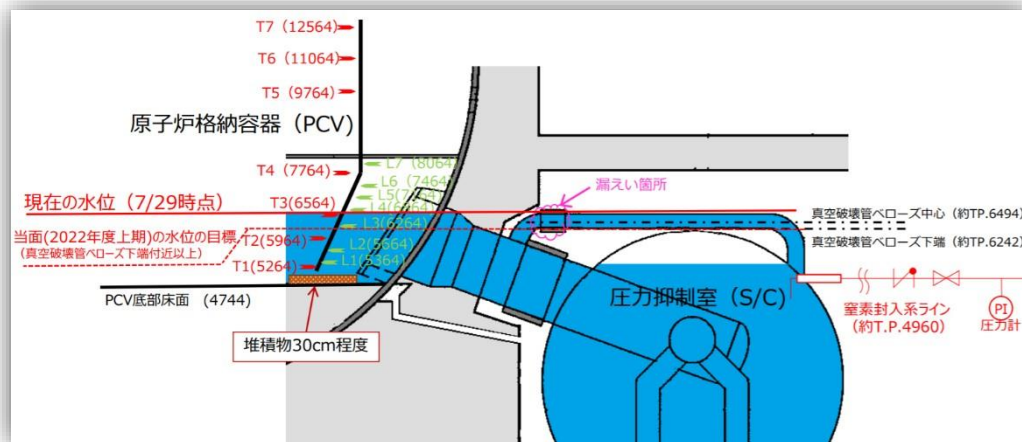 T7 (12564)
T6 (11064)
T5 (9764)
原子炉格納容器 (PCV)
T4 (7764)
L7 (8064)
L6 (7464)
漏えい箇所
現在の水位 (7/29時点)
T3(6564)
真空破壊管ベローズ中心 (約TP.6494)
L3(6264)
当面(2022年度上期)の水位の目標
(真空破壊管ベローズ下端付近以上)
T2(5964)
真空破壊管ベローズ下端 (約TP.6242)
L2(5664)
T1(5264)
L1(5364)
PCV底部床面 (4744)
圧力抑制室 (S/C)
窒素封入系ライン
(約T.P.4960)
PI
圧力計
堆積物30cm程度